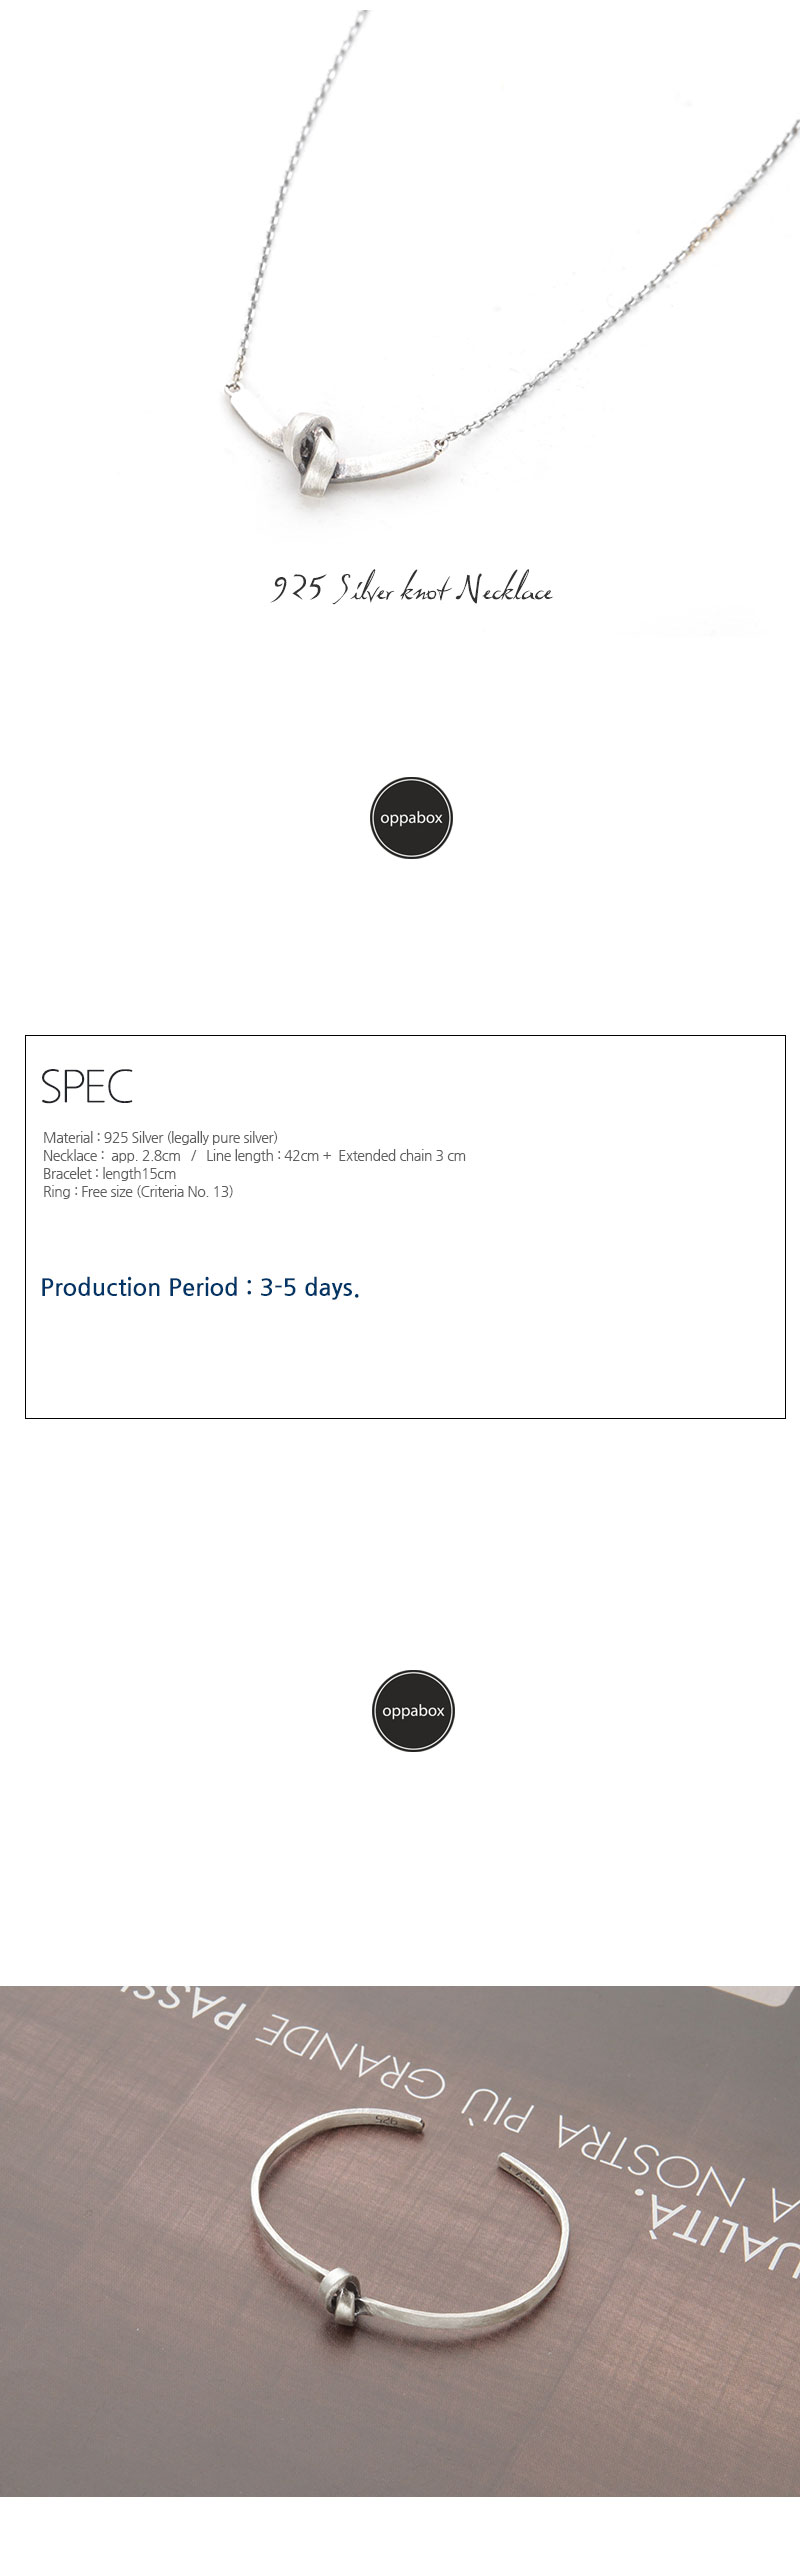 925 Silver knot Necklace
oppabox
SPEC
Material : 925 Silver (legally pure silver)
Necklace : app. 2.8cm / Line length : 42cm + Extended chain 3 cm
Bracelet : length15cm
Ring : Free size (Criteria No. 13)
Production Period : 3-5 days.
oppabox
GRANDE PASSI
A NOSTRA PIÙ
UALITÀ.
925